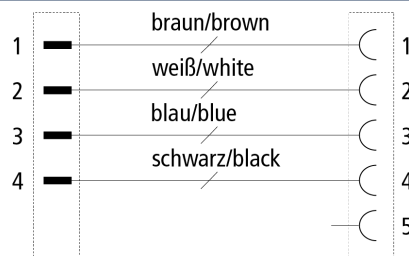 braun/brown
1 1
weiß/white
2 2
blau/blue
3 3
schwarz/black
4 4
5